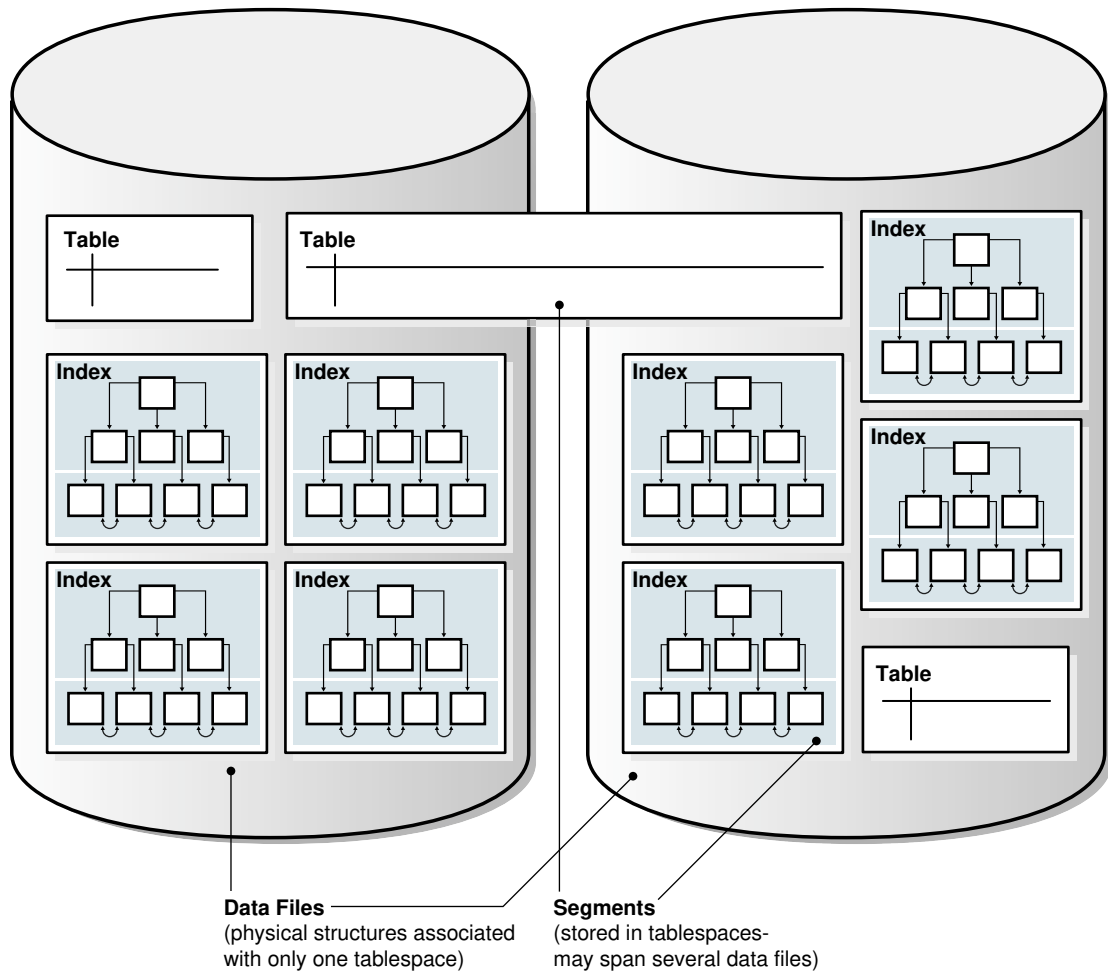 Table
Table
Index
Index
Index
Index
Index
Index
Index
Index
Table
Data Files
(physical structures associated
with only one tablespace)
Segments
(stored in tablespaces-
may span several data files)